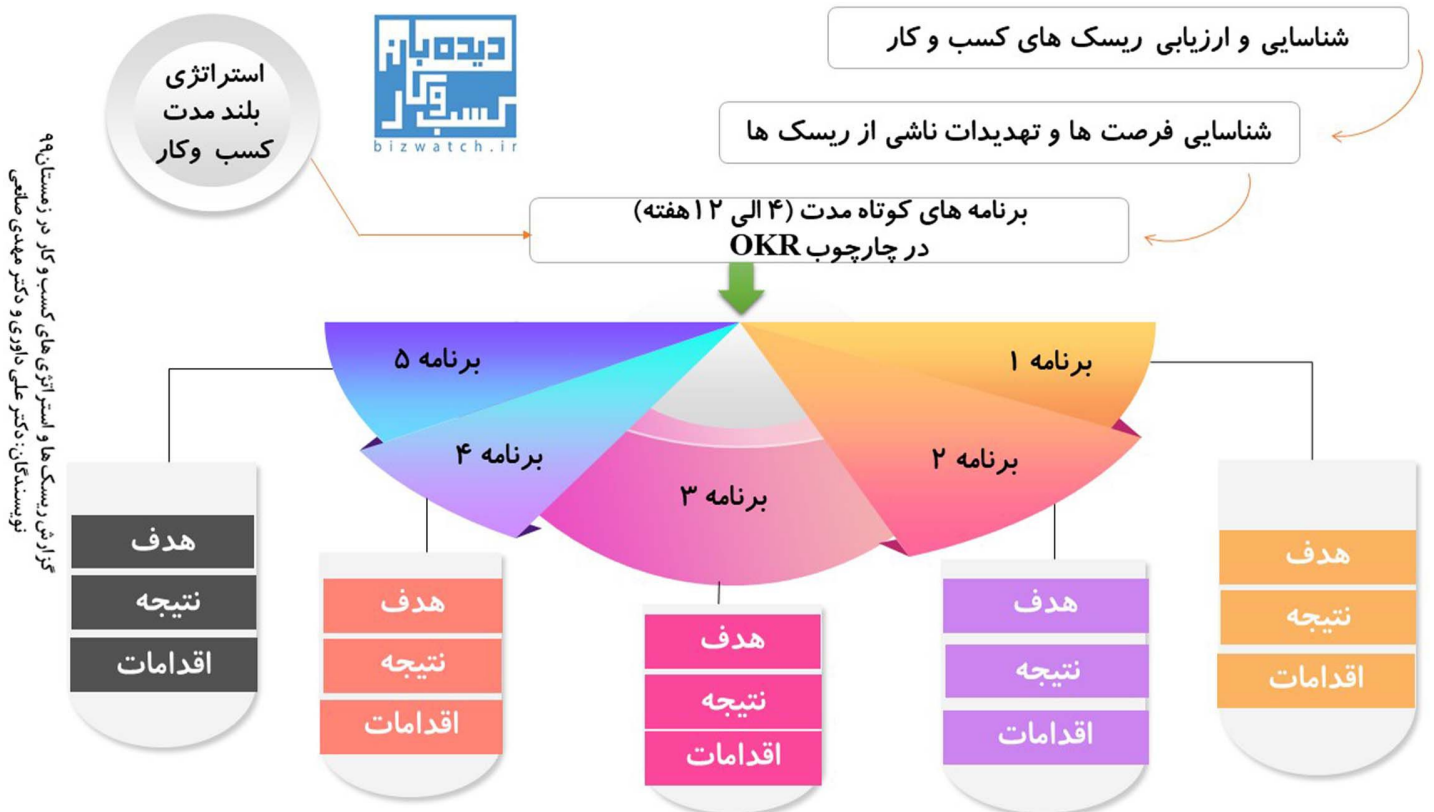 شناسایی و ارزیابی ریسک های کسب و کار
شناسایی فرصت ها و تهدیدات ناشی از ریسک ها
دیده بان
کسب و کار
bizwatch.ir
استراتژی
بلند مدت
کسب وکار
برنامه های کوتاه مدت (۴ الی ۱۲هفته)
در چارچوب OKR
برنامه ۱
برنامه ۲
برنامه ۳
برنامه ۴
برنامه ۵
هدف
نتیجه
اقدامات
هدف
نتیجه
اقدامات
هدف
نتیجه
اقدامات
هدف
نتیجه
اقدامات
هدف
نتیجه
اقدامات
گزارش ریسک ها و استراتژی های کسب و کار در زمستان۹۹
نویسندگان: دکتر علی داوری و دکتر مهدی صانعی